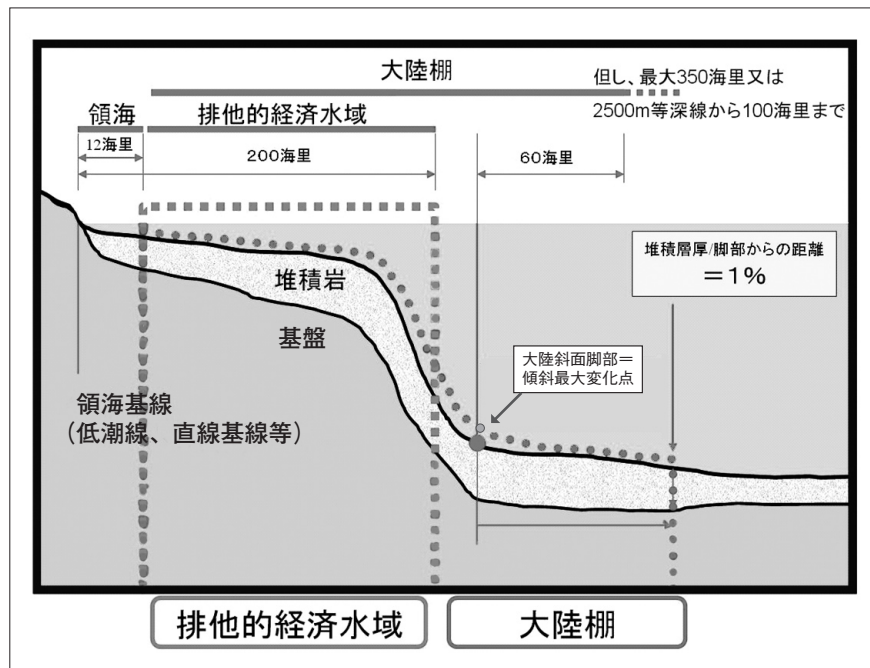 大陸棚
但し、最大350海里又は
2500m等深線から100海里まで
領海
排他的経済水域
12海里
200海里
60海里
堆積層厚/脚部からの距離
＝1%
堆積岩
基盤
大陸斜面脚部＝
傾斜最大変化点
領海基線
（低潮線、直線基線等）
排他的経済水域
大陸棚